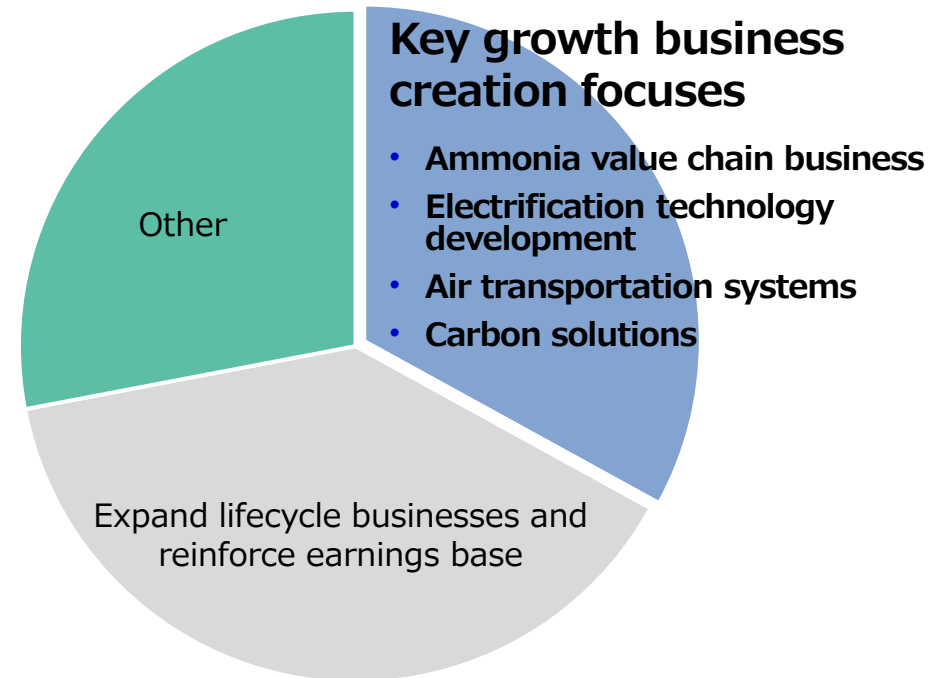 Key growth business
creation focuses
• Ammonia value chain business
• Electrification technology
development
• Air transportation systems
• Carbon solutions
Other
Expand lifecycle businesses and
reinforce earnings base